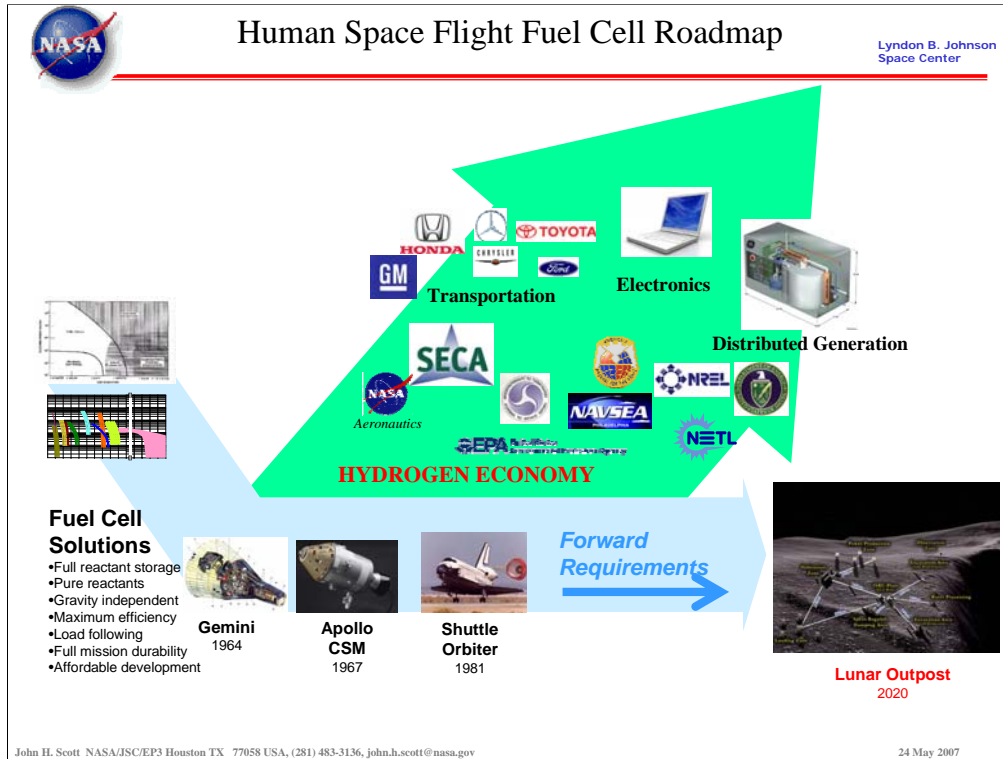 NASA
Human Space Flight Fuel Cell Roadmap
Lyndon B. Johnson
Space Center
HONDA
TOYOTA
CHRYSLER
GM
Ford
Transportation
Electronics
Distributed Generation
SECA
NASA
Aeronautics
NREL
NAVSEA
PHILADELPHIA
NETL
EPA
HYDROGEN ECONOMY
Fuel Cell
Solutions
•Full reactant storage
•Pure reactants
•Gravity independent
•Maximum efficiency
•Load following
•Full mission durability
•Affordable development
Gemini
1964
Apollo
CSM
1967
Shuttle
Orbiter
1981
Forward
Requirements
Lunar Outpost
2020
John H. Scott NASA/JSC/EP3 Houston TX 77058 USA, (281) 483-3136, john.h.scott@nasa.gov
24 May 2007